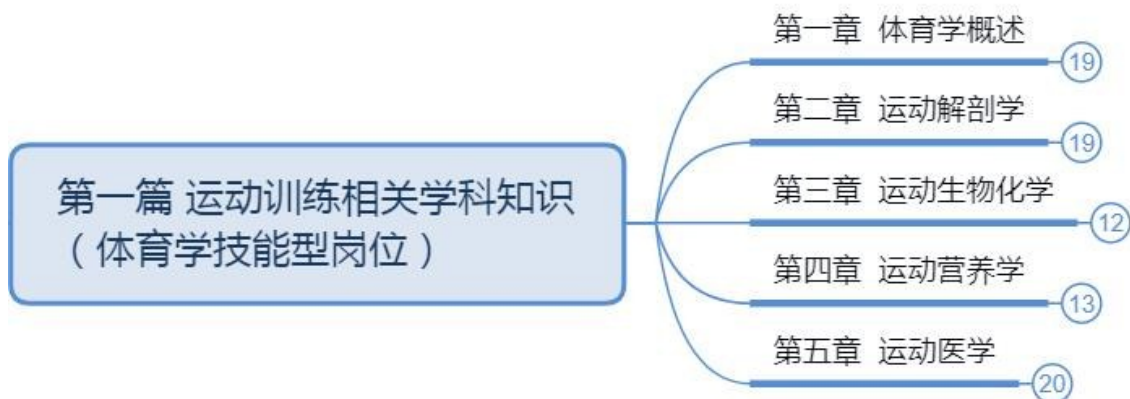 第一章 体育学概述
19
第二章 运动解剖学
19
第一篇 运动训练相关学科知识
（体育学技能型岗位）
第三章 运动生物化学
12
第四章 运动营养学
13
第五章 运动医学
20